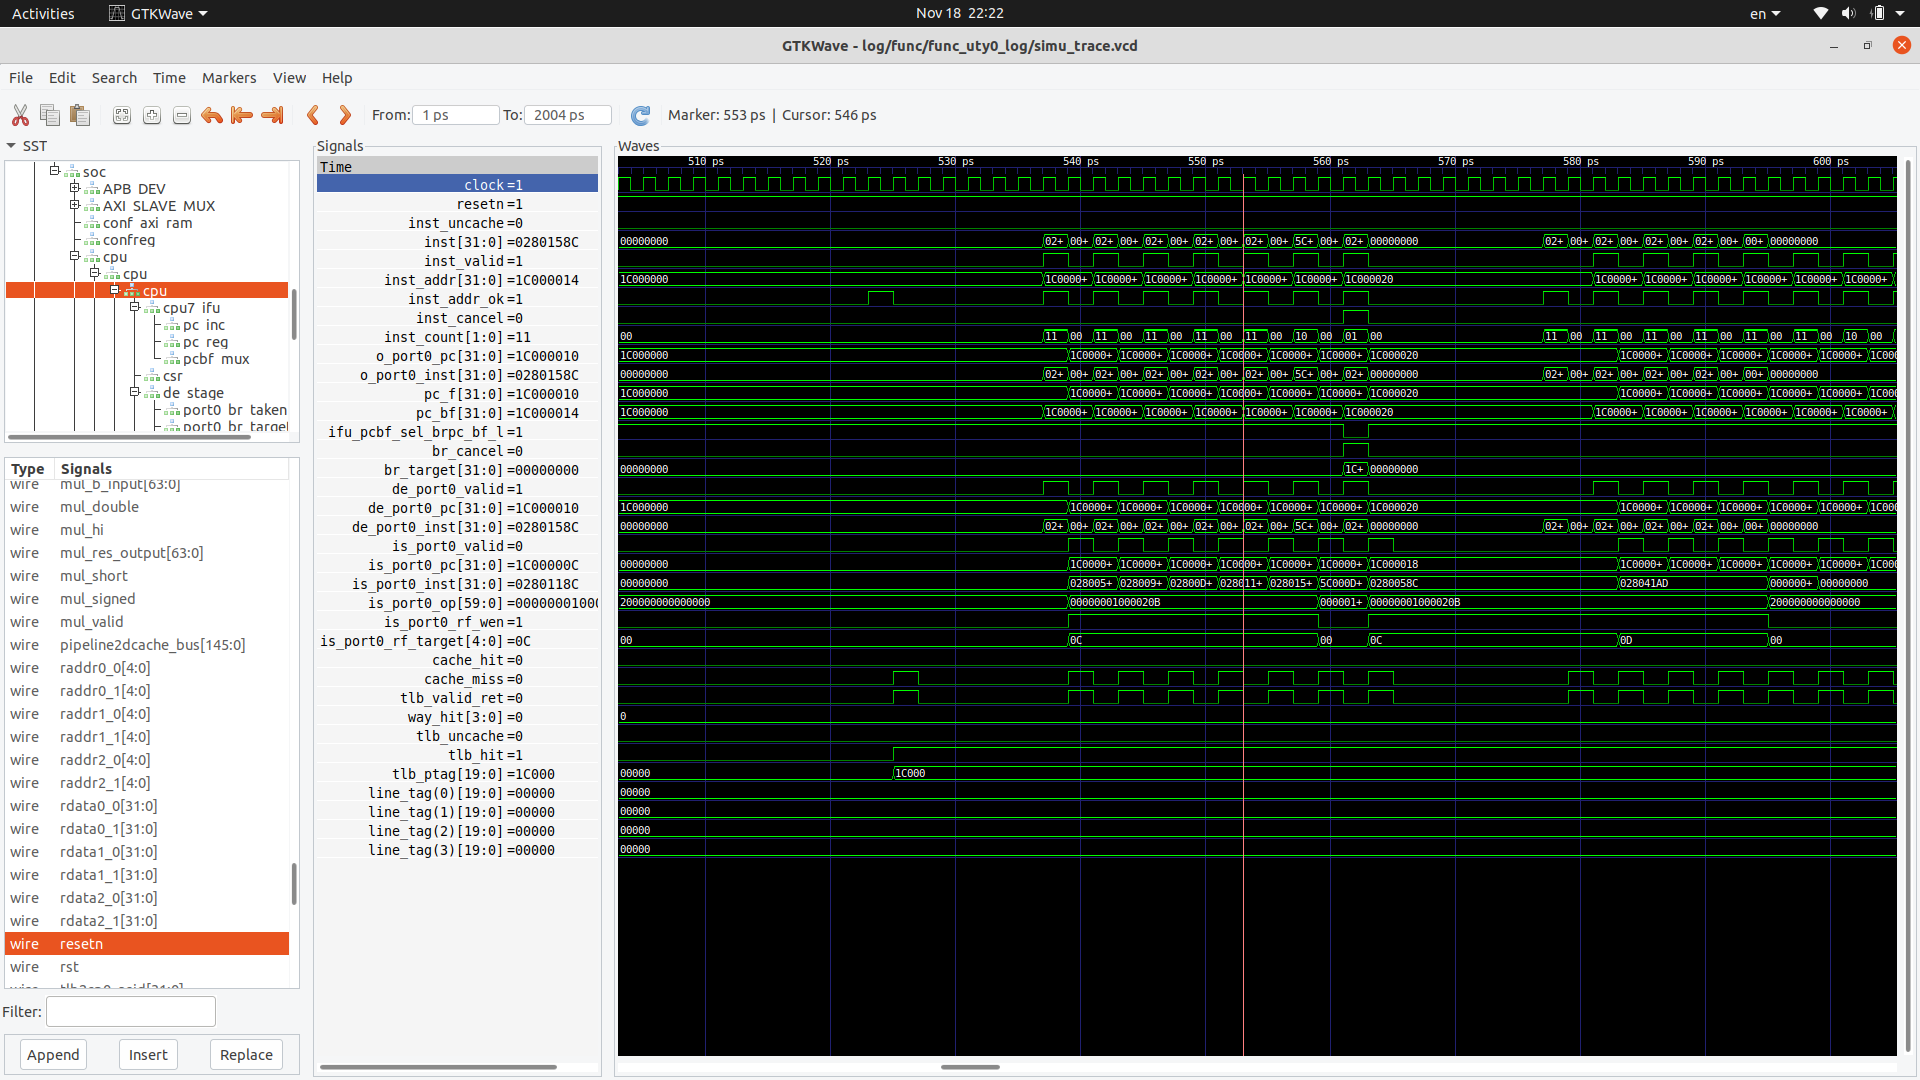 Activities
GTKWave
Nov 18 22:22
en
GTKWave - log/func/func_uty0_log/simu_trace.vcd
File Edit Search Time Markers View Help
From: 1 ps To: 2004 ps Marker: 553 ps | Cursor: 546 ps
SST
soc
APB DEV
AXI SLAVE MUX
conf axi ram
confreg
cpu
cpu
cpu
cpu7 ifu
pc inc
pc reg
pcbf mux
csr
de stage
port0 br taken
port0 br target
Type Signals
wire mul_b_input[63:0]
wire mul_double
wire mul_hi
wire mul_res_output[63:0]
wire mul_short
wire mul_signed
wire mul_valid
wire pipeline2dcache_bus[145:0]
wire raddr0_0[4:0]
wire raddr0_1[4:0]
wire raddr1_0[4:0]
wire raddr1_1[4:0]
wire raddr2_0[4:0]
wire raddr2_1[4:0]
wire rdata0_0[31:0]
wire rdata0_1[31:0]
wire rdata1_0[31:0]
wire rdata1_1[31:0]
wire rdata2_0[31:0]
wire rdata2_1[31:0]
wire resetn
wire rst
Filter:
Append Insert Replace
Signals
Time
clock =1
resetn =1
inst_uncache =0
inst[31:0] =0280158C
inst_valid =1
inst_addr[31:0] =1C000014
inst_addr_ok =1
inst_cancel =0
inst_count[1:0] =11
o_port0_pc[31:0] =1C000010
o_port0_inst[31:0] =0280158C
pc_f[31:0] =1C000010
pc_bf[31:0] =1C000014
ifu_pcbf_sel_brpc_bf_l =1
br_cancel =0
br_target[31:0] =00000000
de_port0_valid =1
de_port0_pc[31:0] =1C000010
de_port0_inst[31:0] =0280158C
is_port0_valid =0
is_port0_pc[31:0] =1C00000C
is_port0_inst[31:0] =0280118C
is_port0_op[59:0] =00000001000
is_port0_rf_wen =1
is_port0_rf_target[4:0] =0C
cache_hit =0
cache_miss =0
tlb_valid_ret =0
way_hit[3:0] =0
tlb_uncache =0
tlb_hit =1
tlb_ptag[19:0] =1C000
line_tag(0)[19:0] =00000
line_tag(1)[19:0] =00000
line_tag(2)[19:0] =00000
line_tag(3)[19:0] =00000
Waves
510 ps 520 ps 530 ps 540 ps 550 ps 560 ps 570 ps 580 ps 590 ps 600 ps
00000000 02+ 00+ 02+ 00+ 02+ 00+ 02+ 00+ 02+ 5C+ 00+ 02+ 00000000 02+ 00+ 02+ 00+ 02+ 00+ 02+ 00+ 00000000
1C000000 1C0000+ 1C0000+ 1C0000+ 1C0000+ 1C0000+ 1C0000+ 1C000020 1C0000+ 1C0000+ 1C0000+ 1C0000+ 1C0000+ 1C0000+
00 11 00 11 00 11 00 11 00 11 00 10 00 01 00 11 00 11 00 11 00 11 00 11 00 11 00 10 00
1C000000 1C0000+ 1C0000+ 1C0000+ 1C0000+ 1C0000+ 1C0000+ 1C000020 1C0000+ 1C0000+ 1C0000+ 1C0000+ 1C0000+ 1C00
00000000 02+ 00+ 02+ 00+ 02+ 00+ 02+ 00+ 02+ 5C+ 00+ 02+ 00000000 02+ 00+ 02+ 00+ 02+ 00+ 02+ 00+ 00000000
1C000000 1C0000+ 1C0000+ 1C0000+ 1C0000+ 1C0000+ 1C0000+ 1C000020 1C0000+ 1C0000+ 1C0000+ 1C0000+ 1C0000+ 1C00
1C000000 1C0000+ 1C0000+ 1C0000+ 1C0000+ 1C0000+ 1C0000+ 1C000020 1C0000+ 1C0000+ 1C0000+ 1C0000+ 1C0000+ 1C0000+
00000000 1C+ 00000000
1C000000 1C0000+ 1C0000+ 1C0000+ 1C0000+ 1C0000+ 1C0000+ 1C000020 1C0000+ 1C0000+ 1C0000+ 1C0000+ 1C0000+ 1C00
00000000 02+ 00+ 02+ 00+ 02+ 00+ 02+ 00+ 02+ 5C+ 00+ 02+ 00000000 02+ 00+ 02+ 00+ 02+ 00+ 02+ 00+ 00000000
00000000 1C0000+ 1C0000+ 1C0000+ 1C0000+ 1C0000+ 1C0000+ 1C000018 1C0000+ 1C0000+ 1C0000+ 1C0000+ 1C0000+ 1C00
00000000 028005+ 028009+ 02800D+ 028011+ 028015+ 5C000D+ 0280058C 028041AD 000000+ 00000000
200000000000000 00000001000020B 000001+ 00000001000020B 200000000000000
00 0C 00 0C 0D 00
0
00000 1C000
00000
00000
00000
00000